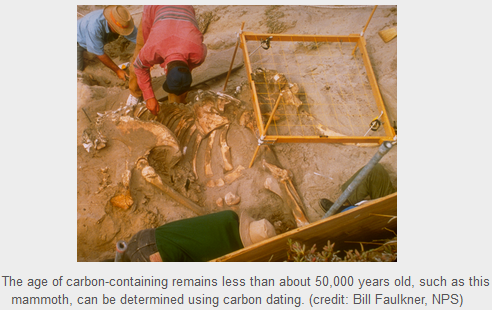 The age of carbon-containing remains less than about 50,000 years old, such as this
mammoth, can be determined using carbon dating. (credit: Bill Faulkner, NPS)